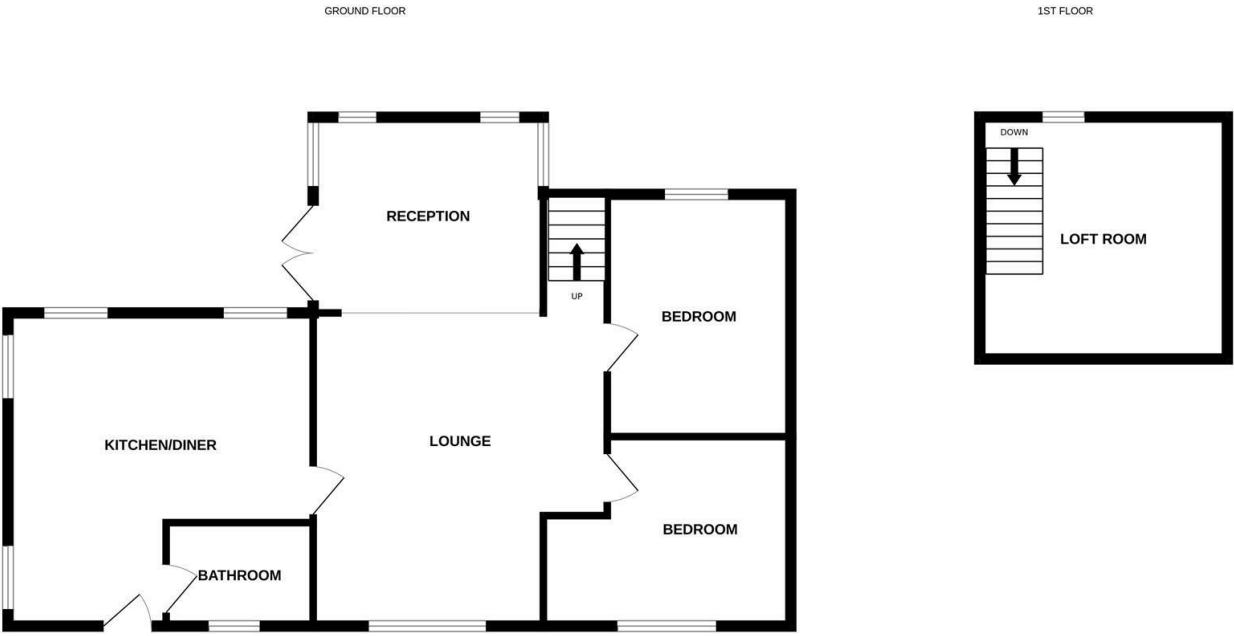 GROUND FLOOR
1ST FLOOR
RECEPTION
UP
BEDROOM
KITCHEN/DINER
LOUNGE
BEDROOM
BATHROOM
DOWN
LOFT ROOM